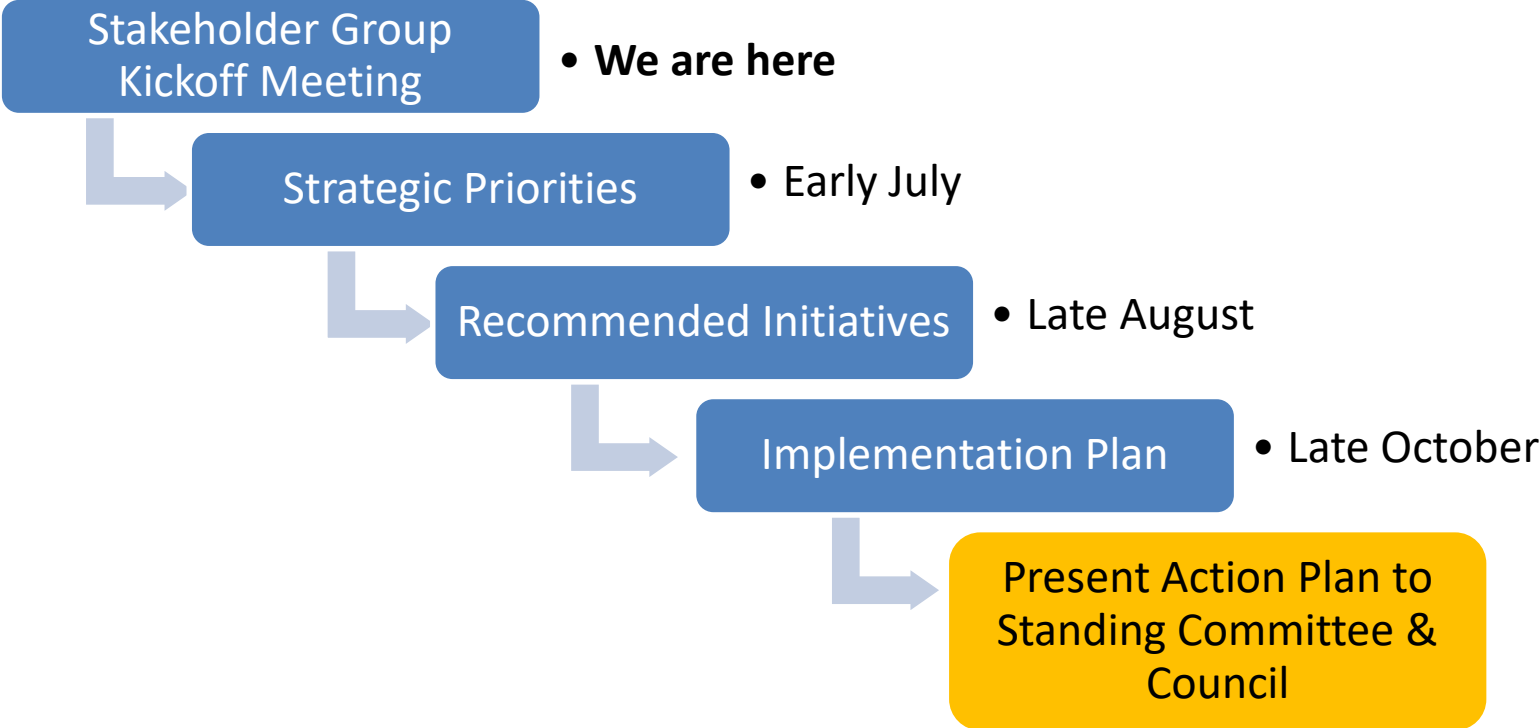 Stakeholder Group
Kickoff Meeting
• We are here
Strategic Priorities
• Early July
Recommended Initiatives
• Late August
Implementation Plan
• Late October
Present Action Plan to
Standing Committee &
Council